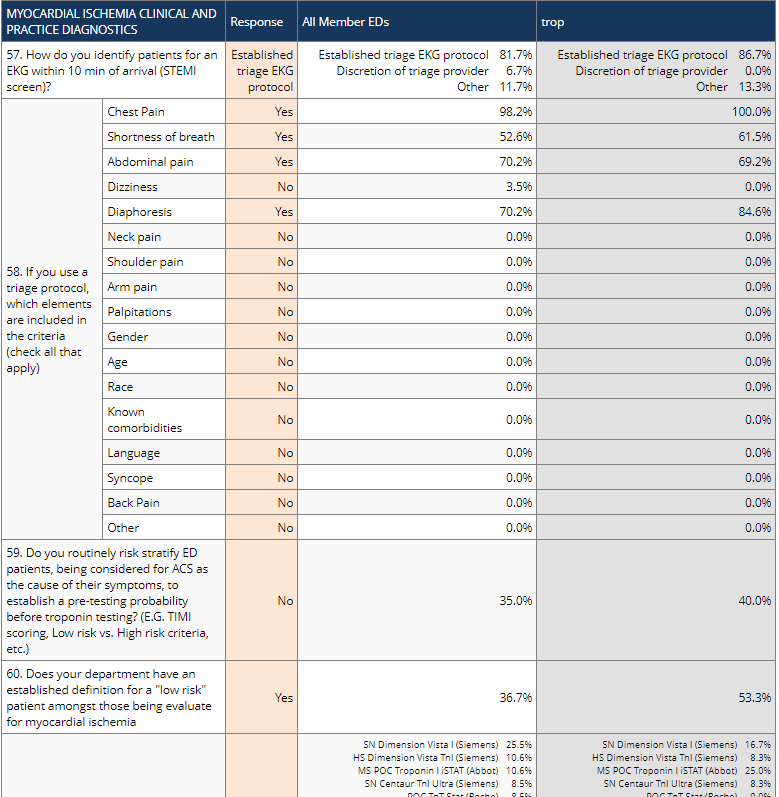 MYOCARDIAL ISCHEMIA CLINICAL AND
PRACTICE DIAGNOSTICS
Response
All Member EDs
trop
57. How do you identify patients for an
EKG within 10 min of arrival (STEMI
screen)?
Established
triage EKG
protocol
Established triage EKG protocol 81.7%
Discretion of triage provider 6.7%
Other 11.7%
Established triage EKG protocol 86.7%
Discretion of triage provider 0.0%
Other 13.3%
58. If you use a
triage protocol,
which elements
are included in
the criteria
(check all that
apply)
Chest Pain Yes 98.2% 100.0%
Shortness of breath Yes 52.6% 61.5%
Abdominal pain Yes 70.2% 69.2%
Dizziness No 3.5% 0.0%
Diaphoresis Yes 70.2% 84.6%
Neck pain No 0.0% 0.0%
Shoulder pain No 0.0% 0.0%
Arm pain No 0.0% 0.0%
Palpitations No 0.0% 0.0%
Gender No 0.0% 0.0%
Age No 0.0% 0.0%
Race No 0.0% 0.0%
Known
comorbidities No 0.0% 0.0%
Language No 0.0% 0.0%
Syncope No 0.0% 0.0%
Back Pain No 0.0% 0.0%
Other No 0.0% 0.0%
59. Do you routinely risk stratify ED
patients, being considered for ACS as
the cause of their symptoms, to
establish a pre-testing probability
before troponin testing? (E.G. TIMI
scoring, Low risk vs. High risk criteria,
etc.)
No 35.0% 40.0%
60. Does your department have an
established definition for a "low risk"
patient amongst those being evaluate
for myocardial ischemia
Yes 36.7% 53.3%
SN Dimension Vista I (Siemens) 25.5%
HS Dimension Vista TnI (Siemens) 10.6%
MS POC Troponin I iSTAT (Abbot) 10.6%
SN Centaur TnI Ultra (Siemens) 8.5%
POC TnT Stat (Roche) 8.5%
SN Dimension Vista I (Siemens) 16.7%
HS Dimension Vista TnI (Siemens) 8.3%
MS POC Troponin I iSTAT (Abbot) 25.0%
SN Centaur TnI Ultra (Siemens) 8.3%
POC TnT Stat (Roche) 0.0%